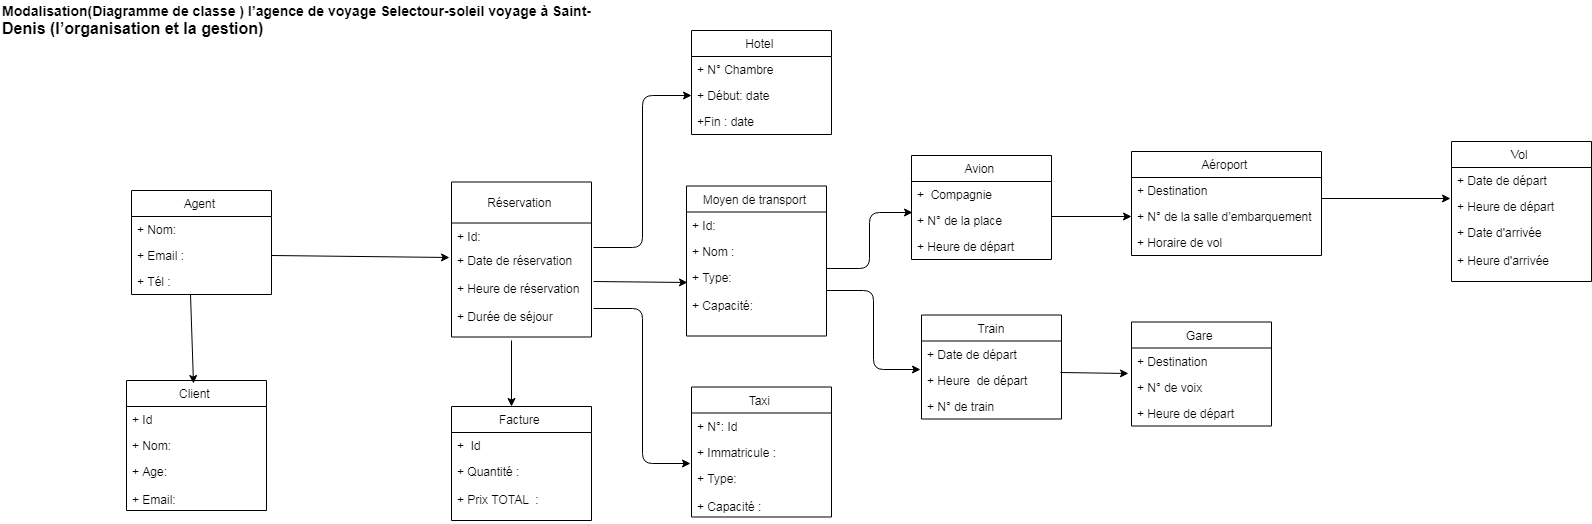 Modalisation(Diagramme de classe ) l’agence de voyage Selectour-soleil voyage à Saint-
Denis (l’organisation et la gestion)
Hotel
+ N° Chambre
+ Début: date
+Fin : date
Agent
+ Nom:
+ Email :
+ Tél :
Réservation
+ Id:
+ Date de réservation
+ Heure de réservation
+ Durée de séjour
Moyen de transport
+ Id:
+ Nom :
+ Type:
+ Capacité:
Avion
+  Compagnie
+ N° de la place
+ Heure de départ
Aéroport
+ Destination
+ N° de la salle d’embarquement
+ Horaire de vol
Vol
+ Date de départ
+ Heure de départ
+ Date d'arrivée
+ Heure d'arrivée
Train
+ Date de départ
+ Heure  de départ
+ N° de train
Gare
+ Destination
+ N° de voix
+ Heure de départ
Client
+ Id
+ Nom:
+ Age:
+ Email:
Facture
+  Id
+ Quantité :
+ Prix TOTAL  :
Taxi
+ N°: Id
+ Immatricule :
+ Type:
+ Capacité :